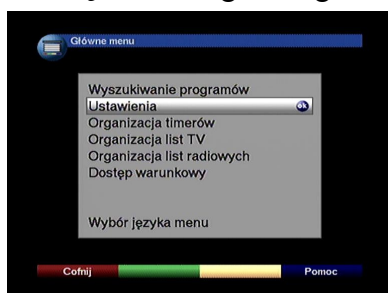 Główne menu
Wyszukiwanie programów
Ustawienia
ok
Organizacja timerów
Organizacja list TV
Organizacja list radiowych
Dostęp warunkowy
Wybór języka menu
Cofnij
Pomoc